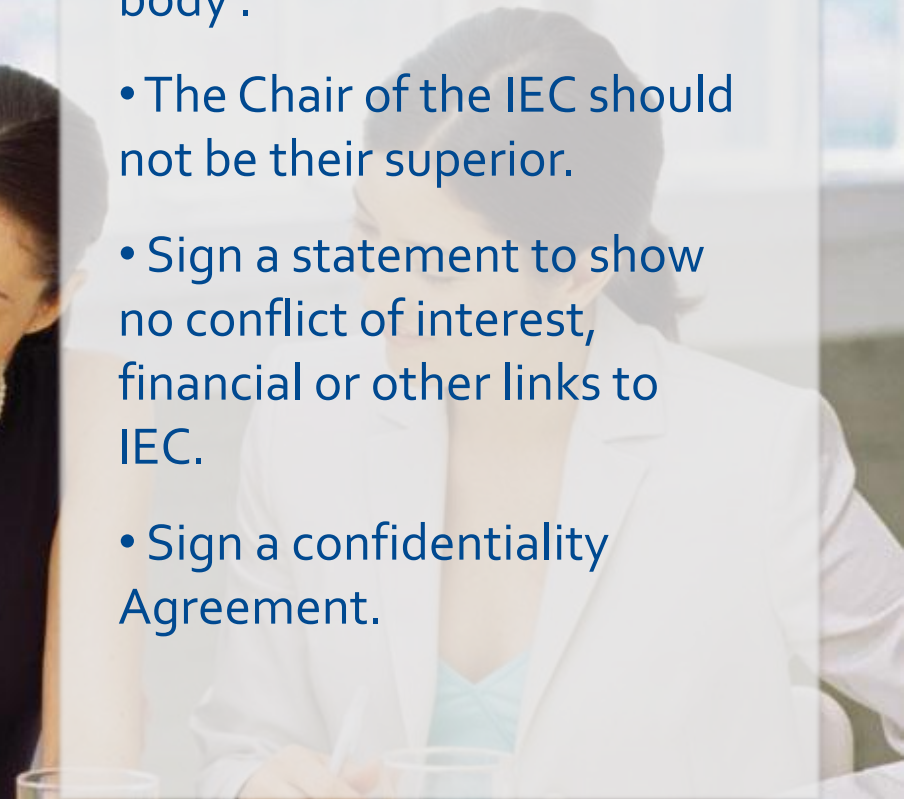 body .
• The Chair of the IEC should
not be their superior.
• Sign a statement to show
no conflict of interest,
financial or other links to
IEC.
• Sign a confidentiality
Agreement.